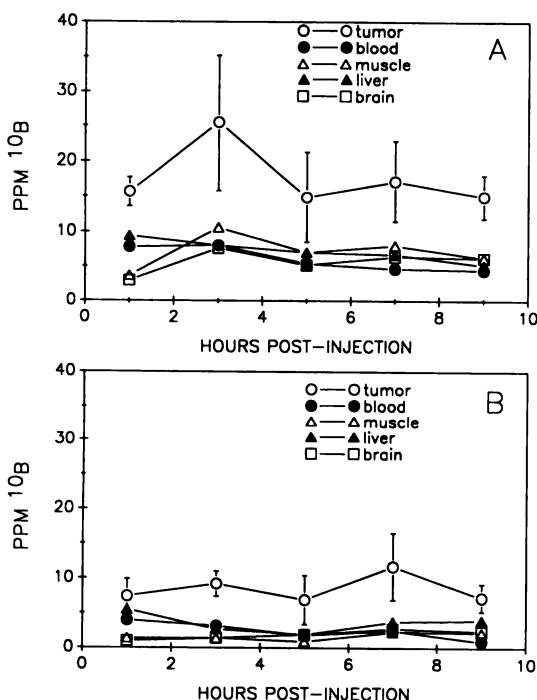 40
30
20
10
0
PPM 10B
A
tumor
blood
muscle
liver
brain
0 2 4 6 8 10
HOURS POST-INJECTION
40
30
20
10
0
PPM 10B
B
tumor
blood
muscle
liver
brain
0 2 4 6 8 10
HOURS POST-INJECTION